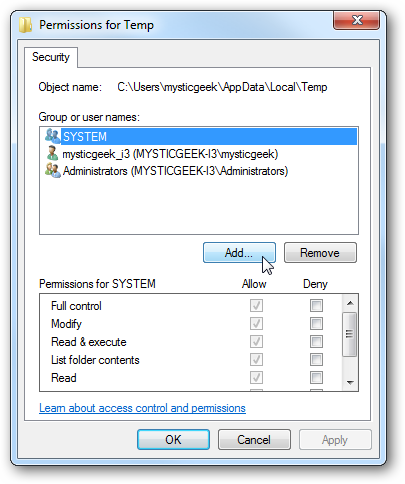 Permissions for Temp
Security
Object name: C:\Users\mysticgeek\AppData\Local\Temp
Group or user names:
SYSTEM
mysticgeek_i3 (MYSTICGEEK-I3\mysticgeek)
Administrators (MYSTICGEEK-I3\Administrators)
Add... Remove
Permissions for SYSTEM Allow Deny
Full control
Modify
Read & execute
List folder contents
Read
Learn about access control and permissions
OK Cancel Apply